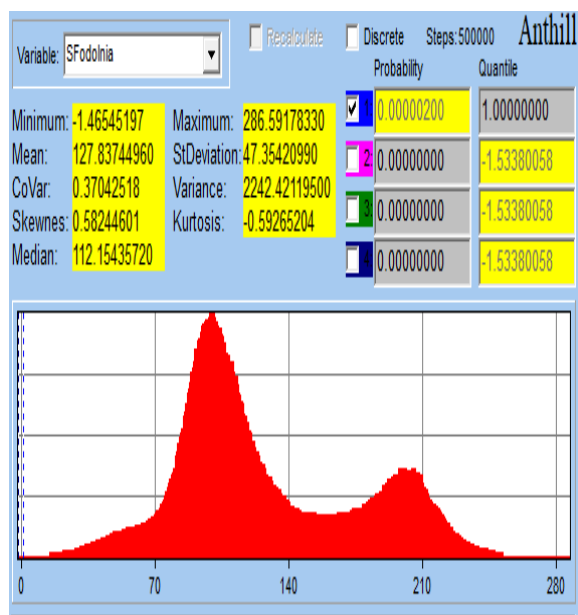 Variable: SFodolnia
Recalculate
Discrete Steps:500000 Anthill
Probability Quantile
Minimum: -1.46545197 Maximum: 286.59178330 1: 0.00000200 1.00000000
Mean: 127.83744960 StDeviation: 47.35420990 2: 0.00000000 -1.53380058
CoVar: 0.37042518 Variance: 2242.42119500
Skewnes: 0.58244601 Kurtosis: -0.59265204 3: 0.00000000 -1.53380058
Median: 112.15435720 4: 0.00000000 -1.53380058
0 70 140 210 280